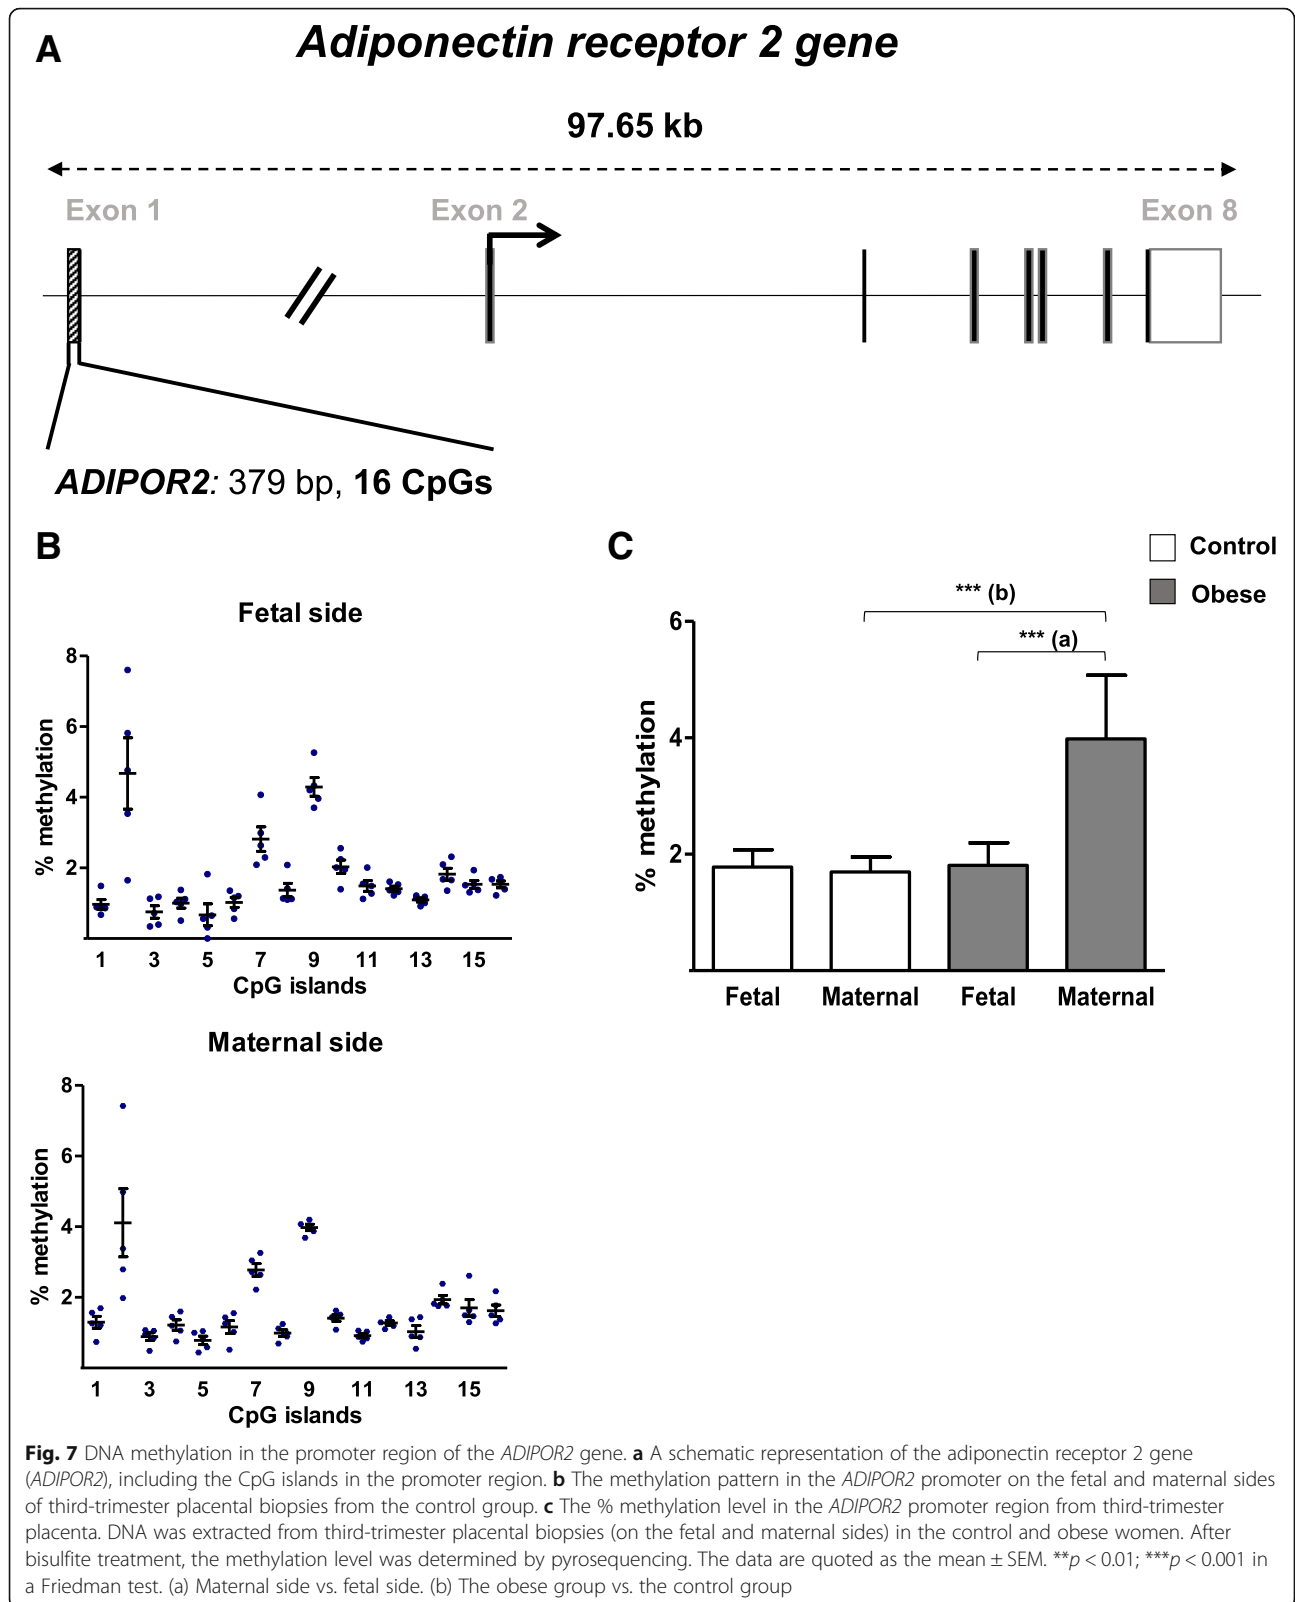 A
Adiponectin receptor 2 gene
97.65 kb
Exon 1
Exon 2
Exon 8
ADIPOR2: 379 bp, 16 CpGs
B
Fetal side
8
6
4
2
% methylation
1 3 5 7 9 11 13 15
CpG islands
Maternal side
8
6
4
2
% methylation
1 3 5 7 9 11 13 15
CpG islands
C
Control
Obese
*** (b)
*** (a)
6
4
2
% methylation
Fetal Maternal Fetal Maternal
Fig. 7 DNA methylation in the promoter region of the ADIPOR2 gene. a A schematic representation of the adiponectin receptor 2 gene
(ADIPOR2), including the CpG islands in the promoter region. b The methylation pattern in the ADIPOR2 promoter on the fetal and maternal sides
of third-trimester placental biopsies from the control group. c The % methylation level in the ADIPOR2 promoter region from third-trimester
placenta. DNA was extracted from third-trimester placental biopsies (on the fetal and maternal sides) in the control and obese women. After
bisulfite treatment, the methylation level was determined by pyrosequencing. The data are quoted as the mean ± SEM. **p < 0.01; ***p < 0.001 in
a Friedman test. (a) Maternal side vs. fetal side. (b) The obese group vs. the control group